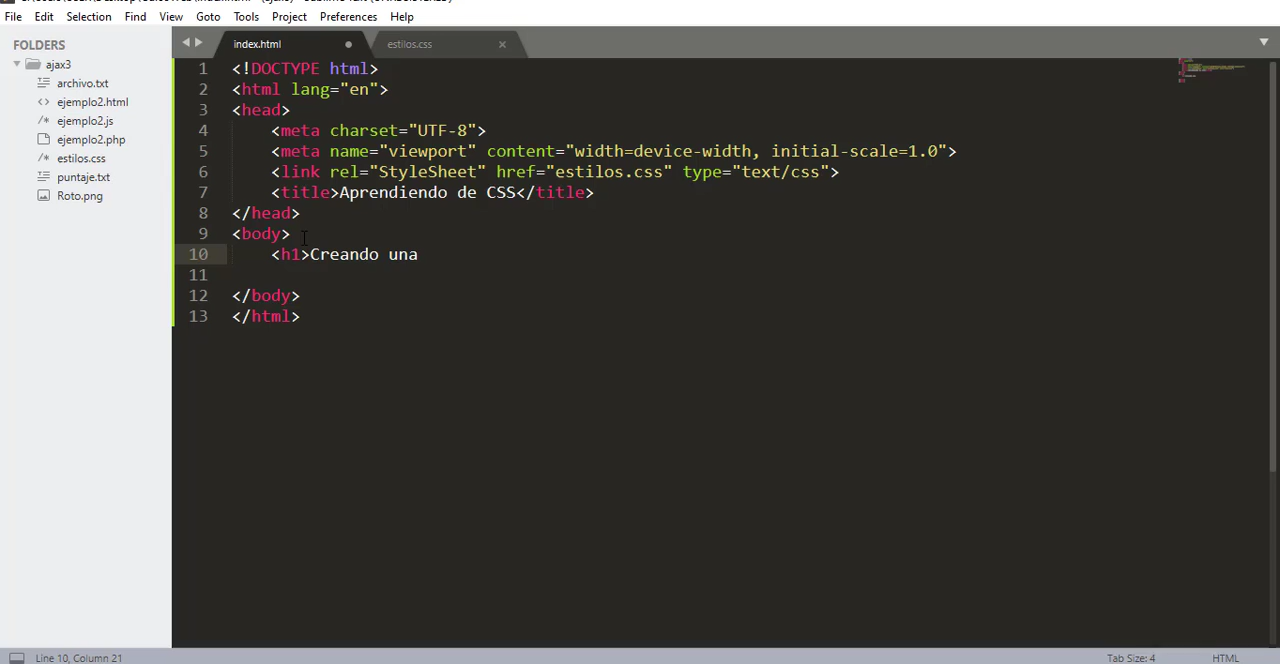 File Edit Selection Find View Goto Tools Project Preferences Help
FOLDERS
ajax3
archivo.txt
ejemplo2.html
ejemplo2.js
ejemplo2.php
estilos.css
puntaje.txt
Roto.png
index.html estilos.css
1 <!DOCTYPE html>
2 <html lang="en">
3 <head>
4 <meta charset="UTF-8">
5 <meta name="viewport" content="width=device-width, initial-scale=1.0">
6 <link rel="StyleSheet" href="estilos.css" type="text/css">
7 <title>Aprendiendo de CSS</title>
8 </head>
9 <body>
10 <h1>Creando una
11
12 </body>
13 </html>
Line 10, Column 21 Tab Size: 4 HTML